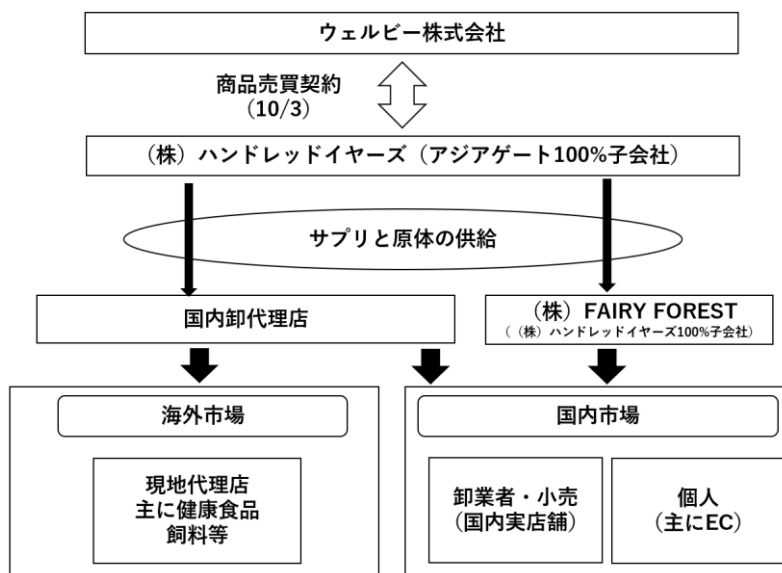 ウェルビー株式会社
商品売買契約
（10/3）
（株）ハンドレッドイヤーズ（アジアゲート100%子会社）
サプリと原体の供給
国内卸代理店
（株）FAIRY FOREST
（（株）ハンドレッドイヤーズ100%子会社）
海外市場
国内市場
現地代理店
主に健康食品
飼料等
卸業者・小売
（国内実店舗）
個人
（主にEC）